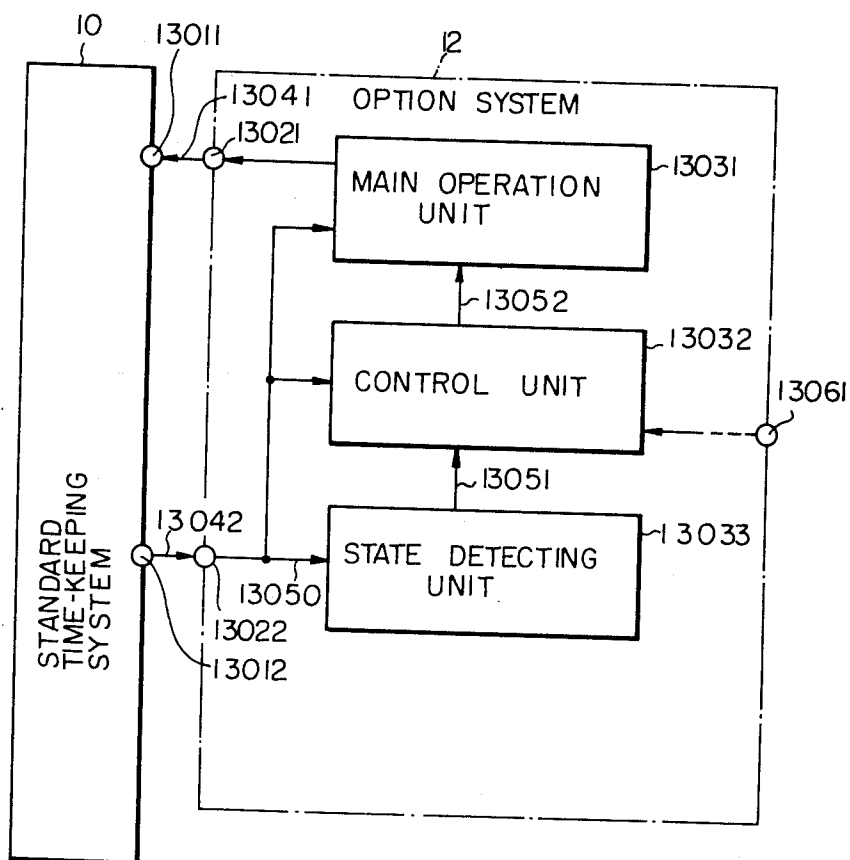 10
13011
12
13041
OPTION SYSTEM
13021
MAIN OPERATION
UNIT
13031
13052
13032
CONTROL UNIT
13061
13051
13042
STATE DETECTING
UNIT
13033
13050
13022
13012
STANDARD
TIME-KEEPING
SYSTEM